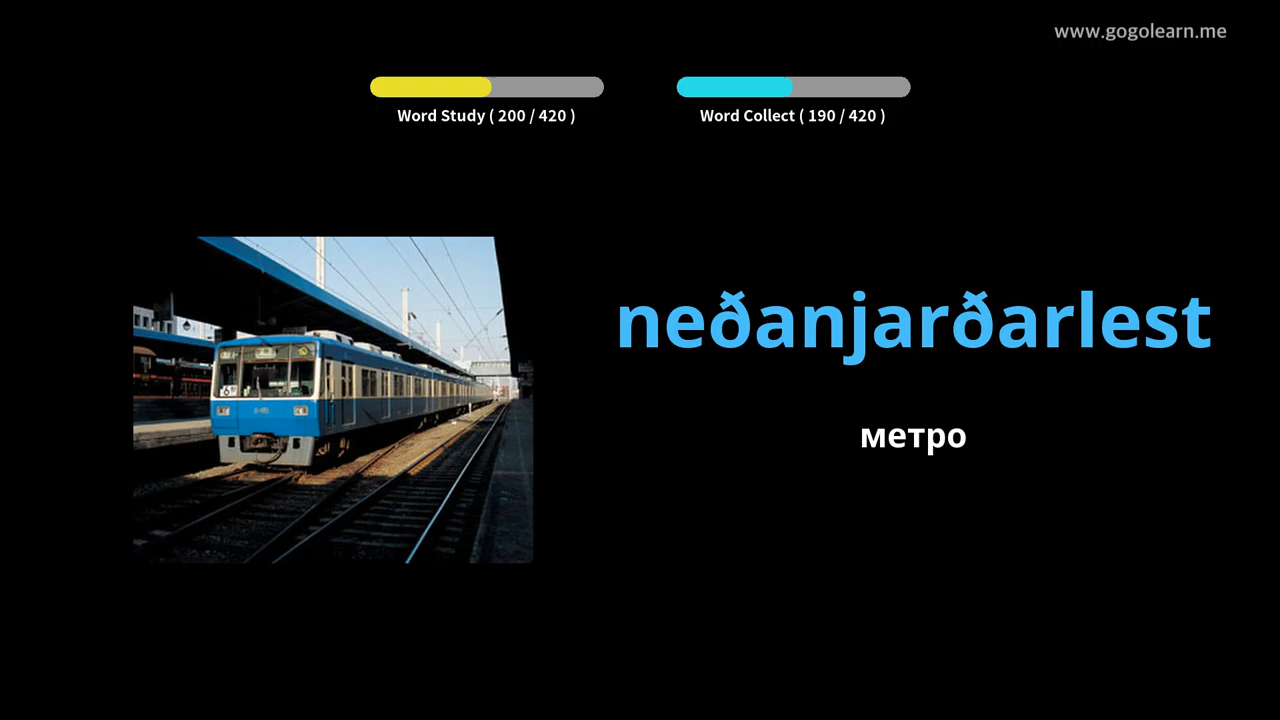 www.gogolearn.me
Word Study ( 200 / 420 )
Word Collect ( 190 / 420 )
neðanjarðarlest
метро